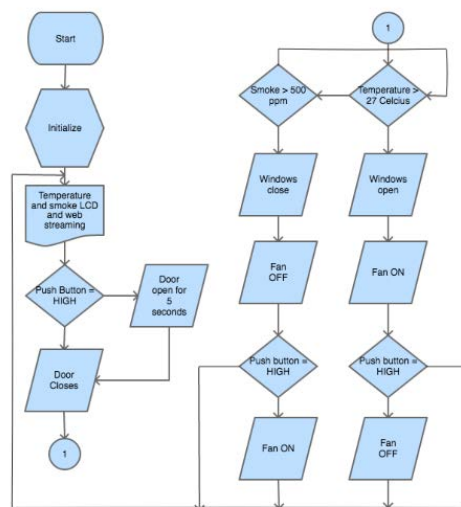 Start
Initialize
Temperature
and smoke LCD
and web
streaming
Push Button =
HIGH
Door
open for
5
seconds
Door
Closes
1
1
Smoke > 500
ppm
Temperature >
27 Celcius
Windows
close
Windows
open
Fan
OFF
Fan ON
Push button =
HIGH
Push button =
HIGH
Fan ON
Fan
OFF